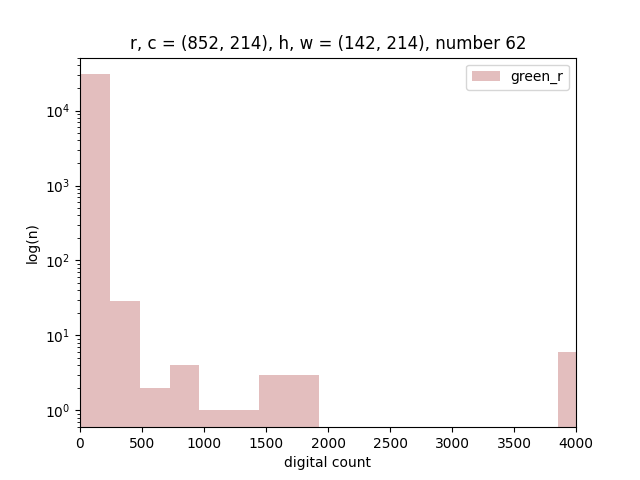 r, c = (852, 214), h, w = (142, 214), number 62
green_r
10⁴
10³
10²
10¹
10⁰
log(n)
0 500 1000 1500 2000 2500 3000 3500 4000
digital count